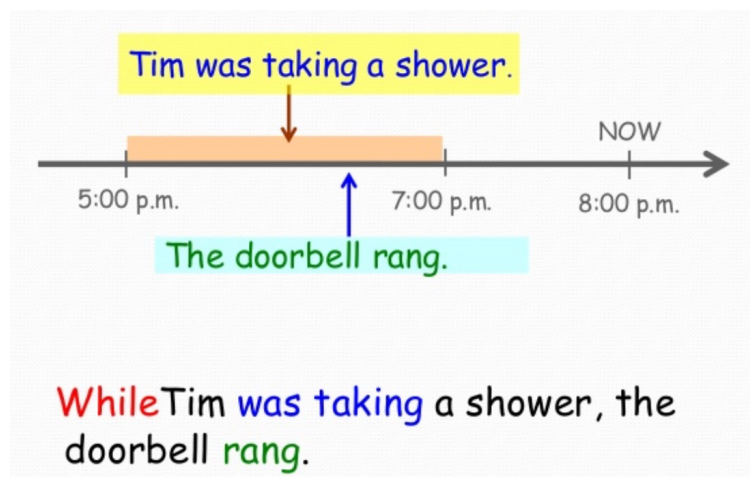 Tim was taking a shower.
NOW
5:00 p.m. 7:00 p.m. 8:00 p.m.
The doorbell rang.
WhileTim was taking a shower, the
doorbell rang.